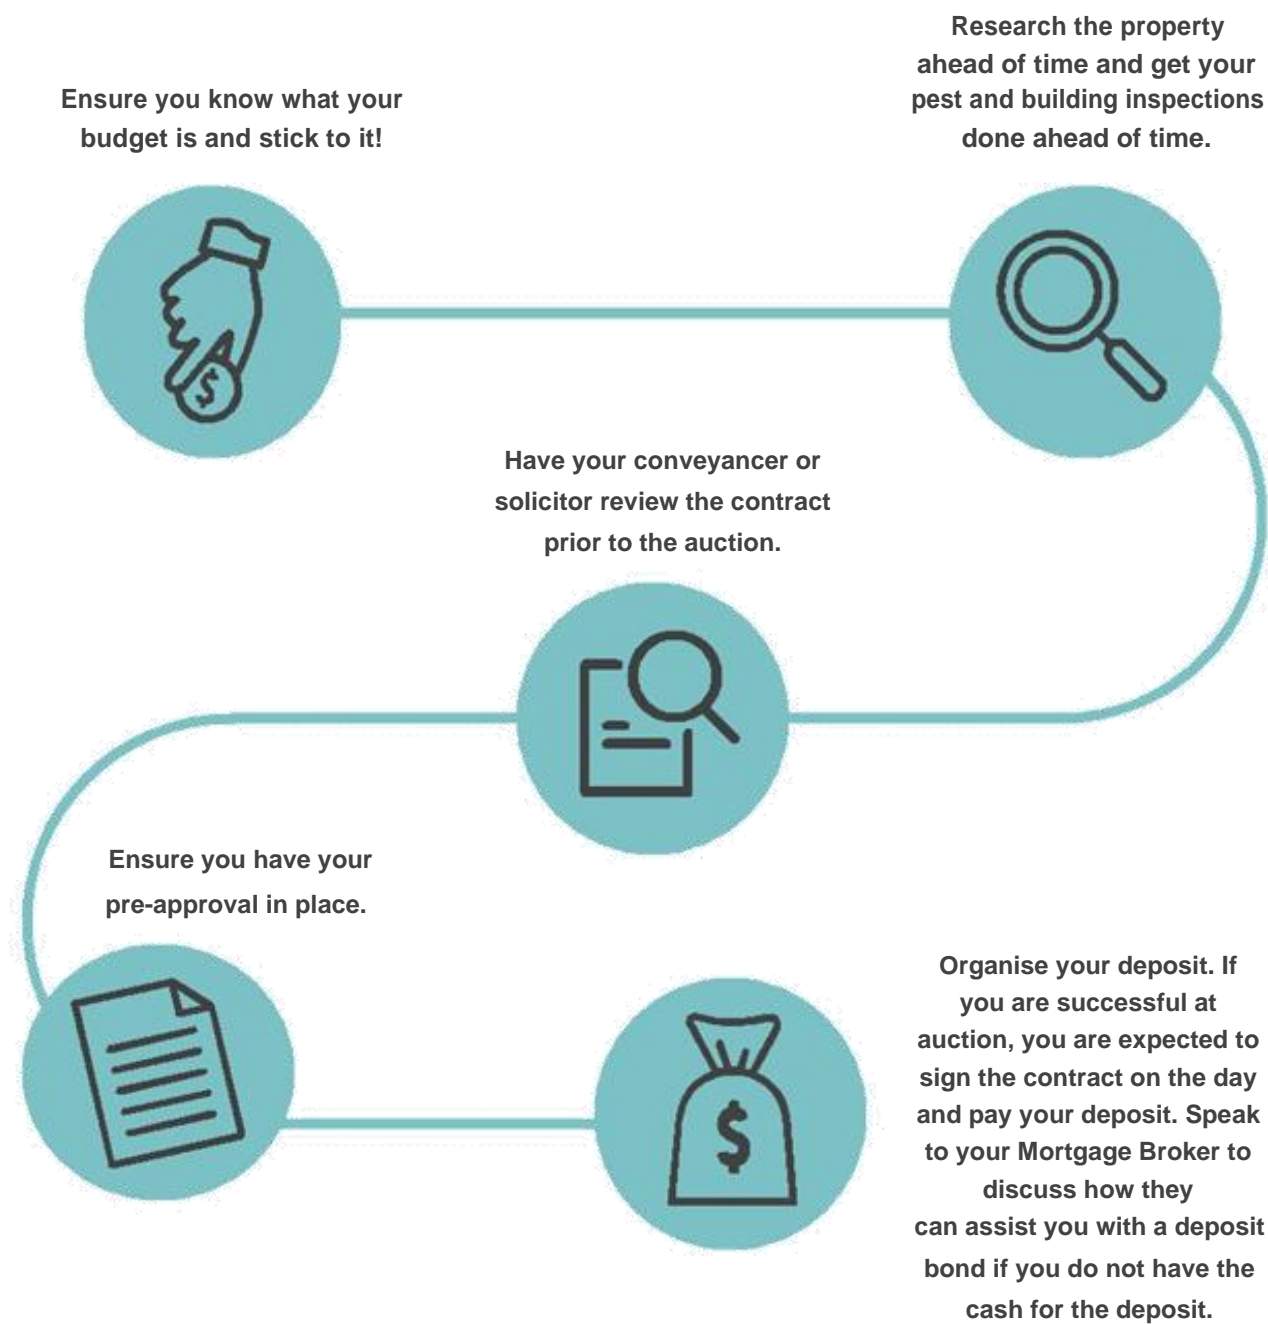 Ensure you know what your
budget is and stick to it!
Research the property
ahead of time and get your
pest and building inspections
done ahead of time.
$
Have your conveyancer or
solicitor review the contract
prior to the auction.
Ensure you have your
pre-approval in place.
$
Organise your deposit. If
you are successful at
auction, you are expected to
sign the contract on the day
and pay your deposit. Speak
to your Mortgage Broker to
discuss how they
can assist you with a deposit
bond if you do not have the
cash for the deposit.